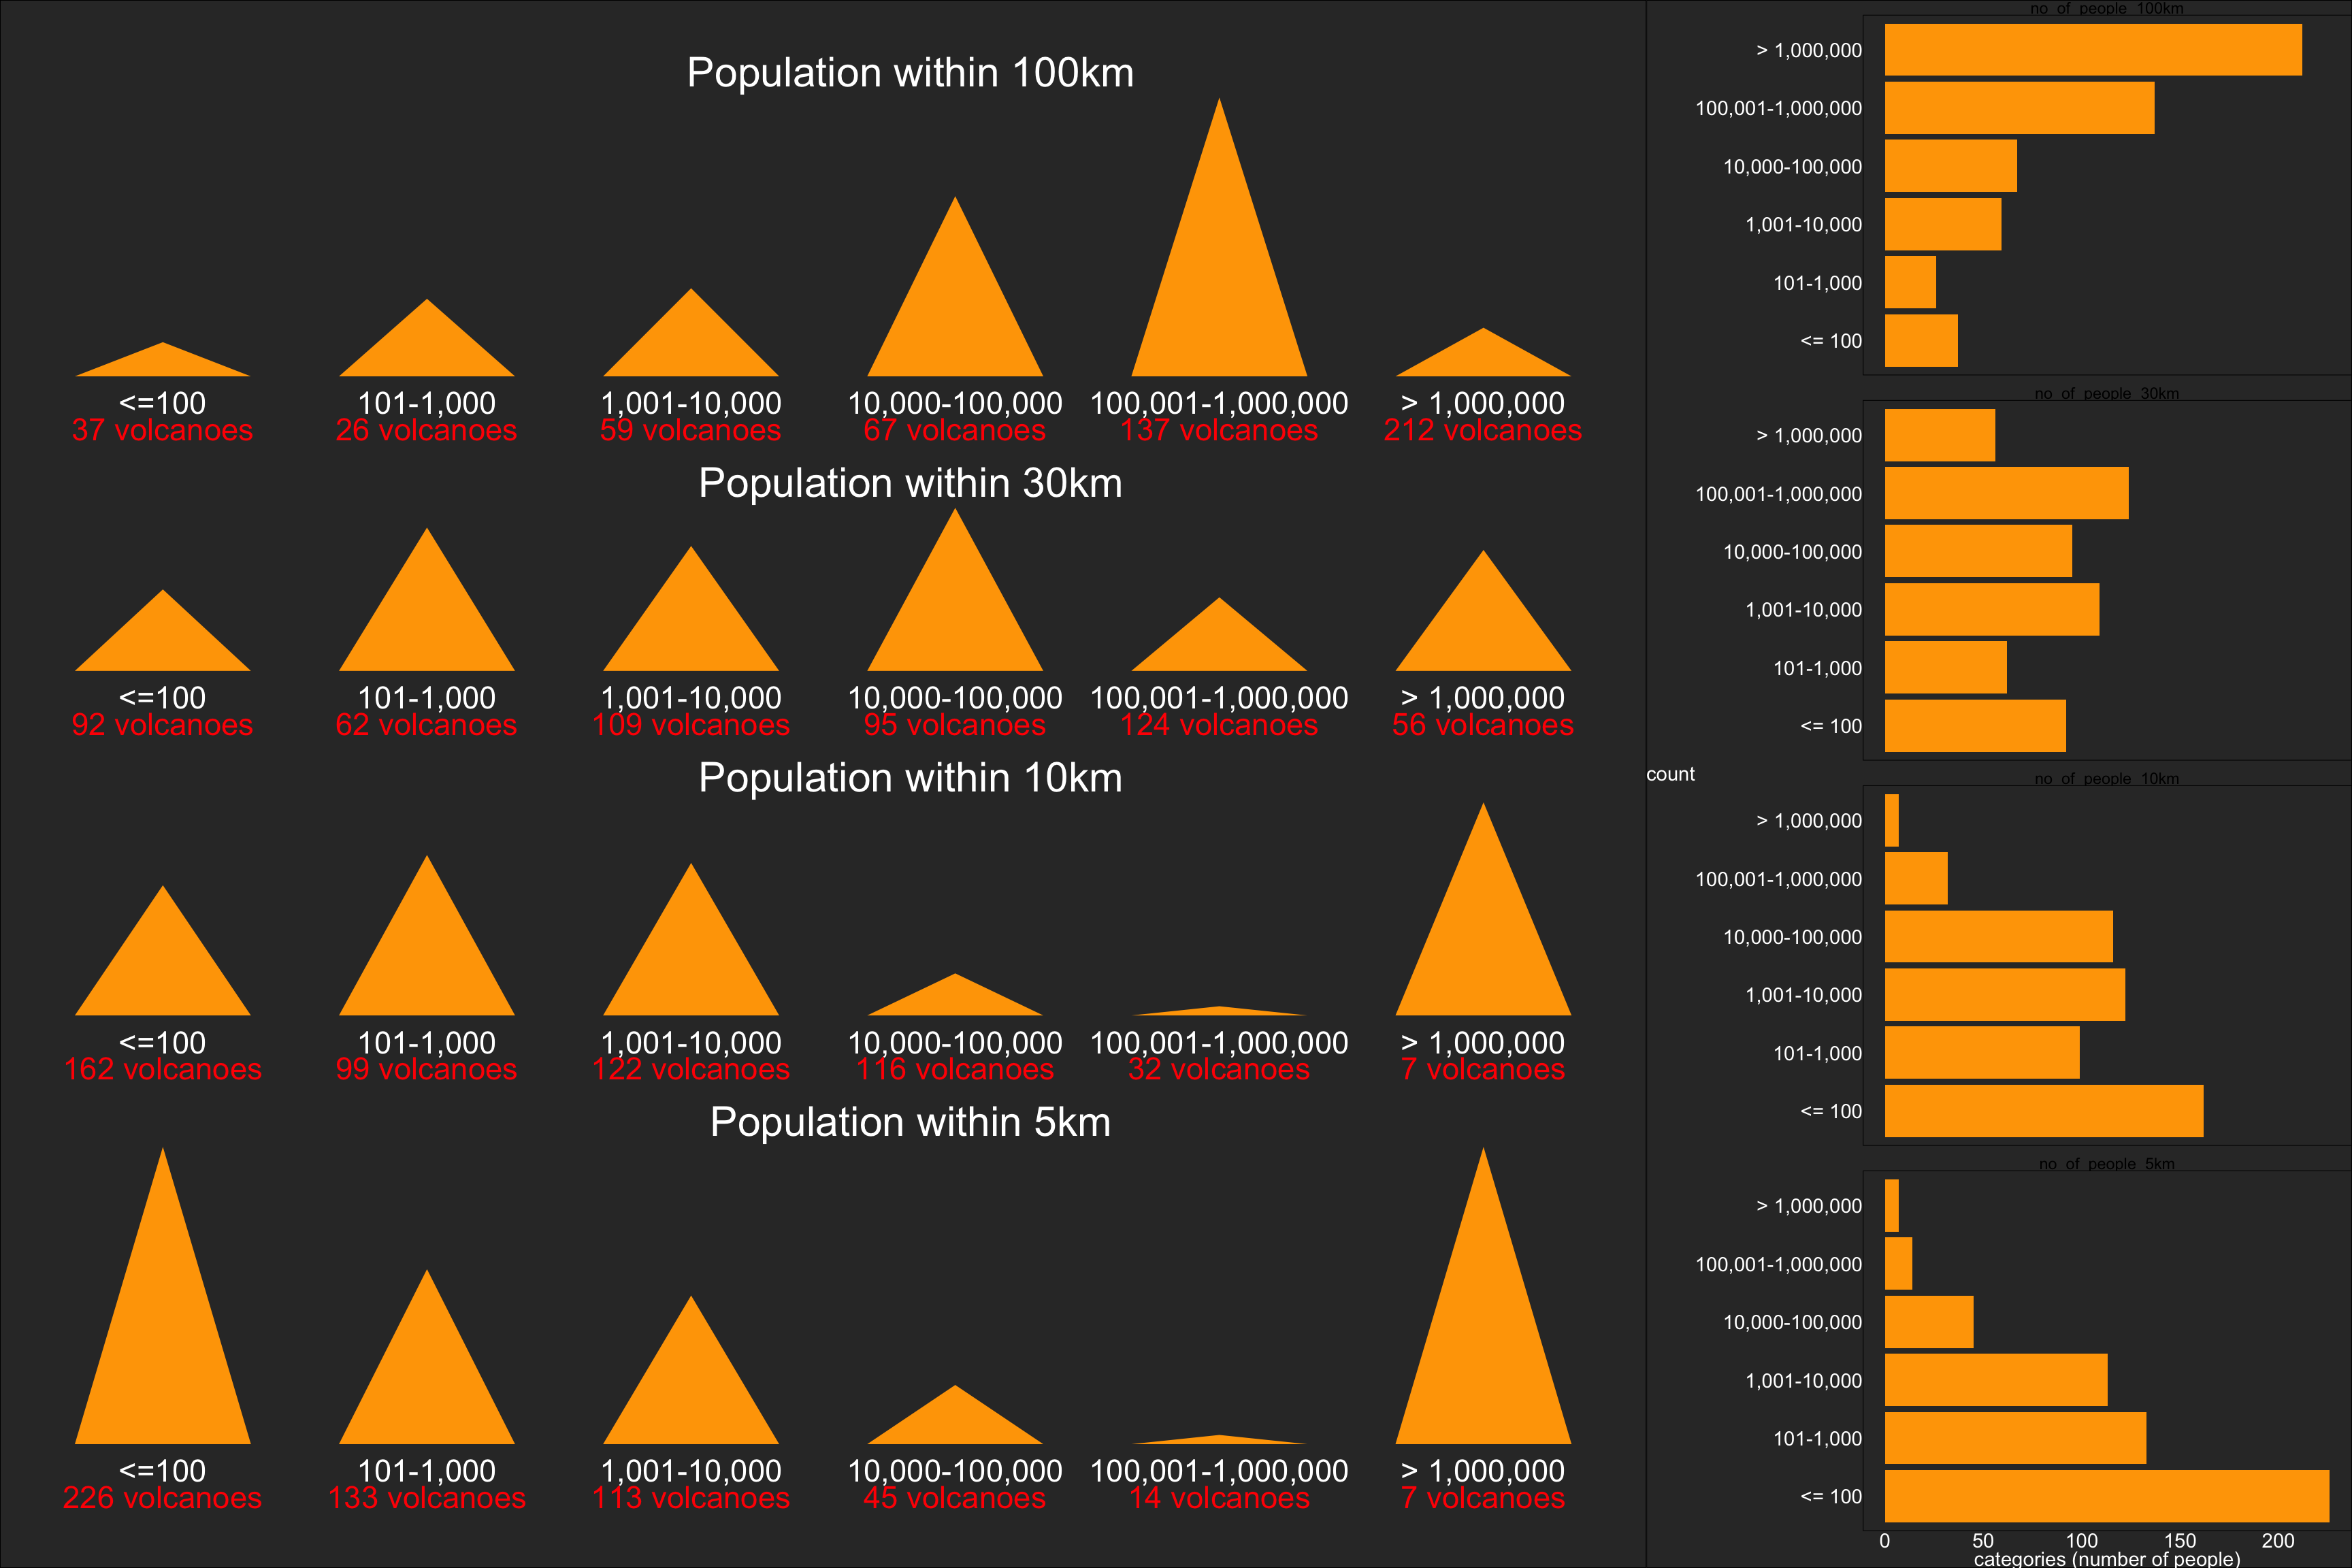 Population within 100km
<=100 101-1,000 1,001-10,000 10,000-100,000 100,001-1,000,000 > 1,000,000
37 volcanoes 26 volcanoes 59 volcanoes 67 volcanoes 137 volcanoes 212 volcanoes
Population within 30km
<=100 101-1,000 1,001-10,000 10,000-100,000 100,001-1,000,000 > 1,000,000
92 volcanoes 62 volcanoes 109 volcanoes 95 volcanoes 124 volcanoes 56 volcanoes
Population within 10km
<=100 101-1,000 1,001-10,000 10,000-100,000 100,001-1,000,000 > 1,000,000
162 volcanoes 99 volcanoes 122 volcanoes 116 volcanoes 32 volcanoes 7 volcanoes
Population within 5km
<=100 101-1,000 1,001-10,000 10,000-100,000 100,001-1,000,000 > 1,000,000
226 volcanoes 133 volcanoes 113 volcanoes 45 volcanoes 14 volcanoes 7 volcanoes
count
no_of_people_100km
> 1,000,000
100,001-1,000,000
10,000-100,000
1,001-10,000
101-1,000
<= 100
no_of_people_30km
> 1,000,000
100,001-1,000,000
10,000-100,000
1,001-10,000
101-1,000
<= 100
no_of_people_10km
> 1,000,000
100,001-1,000,000
10,000-100,000
1,001-10,000
101-1,000
<= 100
no_of_people_5km
> 1,000,000
100,001-1,000,000
10,000-100,000
1,001-10,000
101-1,000
<= 100
0 50 100 150 200
categories (number of people)